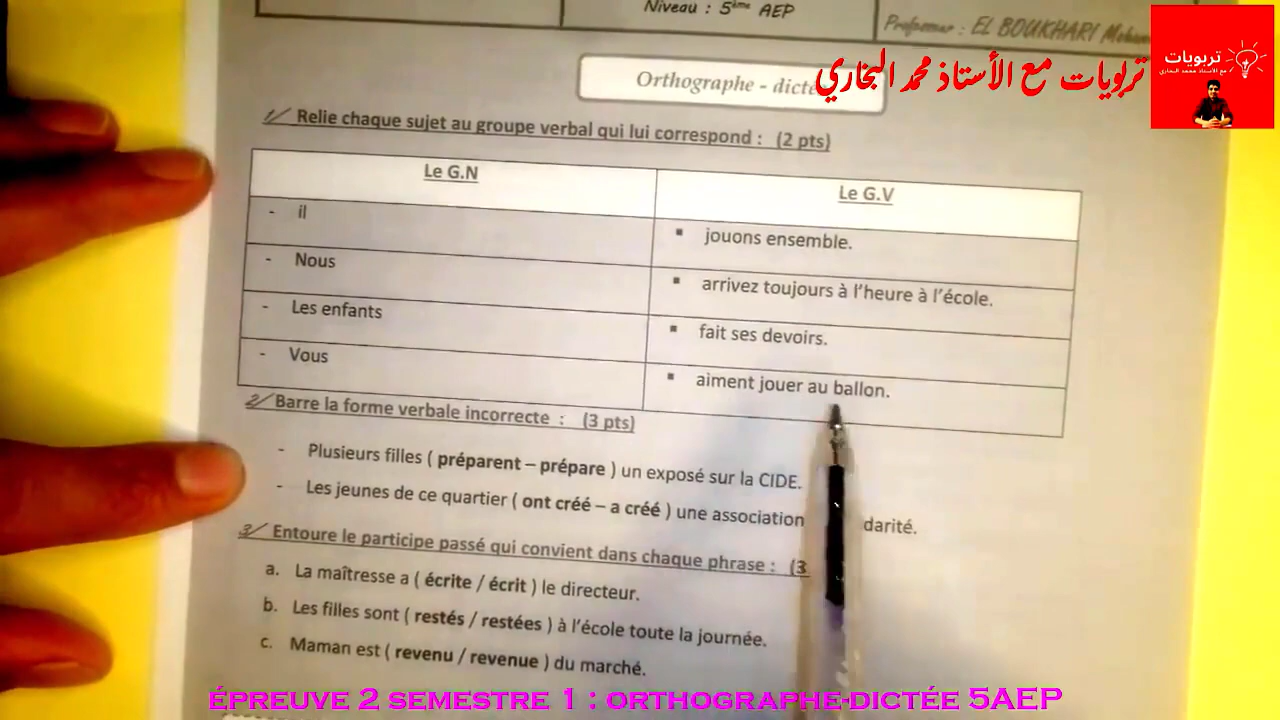 Niveau : 5ème AEP
Professeur : EL BOUKHARI
تربويات مع الأستاذ محمد البخاري
تربويات
مع الاستاذ محمد البخاري
Orthographe - dicté
1/ Relie chaque sujet au groupe verbal qui lui correspond : (2 pts)
Le G.N
Le G.V
- il
▪ jouons ensemble.
- Nous
▪ arrivez toujours à l'heure à l'école.
- Les enfants
▪ fait ses devoirs.
- Vous
▪ aiment jouer au ballon.
2/ Barre la forme verbale incorrecte : (3 pts)
- Plusieurs filles ( préparent – prépare ) un exposé sur la CIDE.
- Les jeunes de ce quartier ( ont créé – a créé ) une association darité.
3/ Entoure le participe passé qui convient dans chaque phrase : (3
a. La maîtresse a ( écrite / écrit ) le directeur.
b. Les filles sont ( restés / restées ) à l'école toute la journée.
c. Maman est ( revenu / revenue ) du marché.
épreuve 2 semestre 1 : orthographe-dictée 5AEP